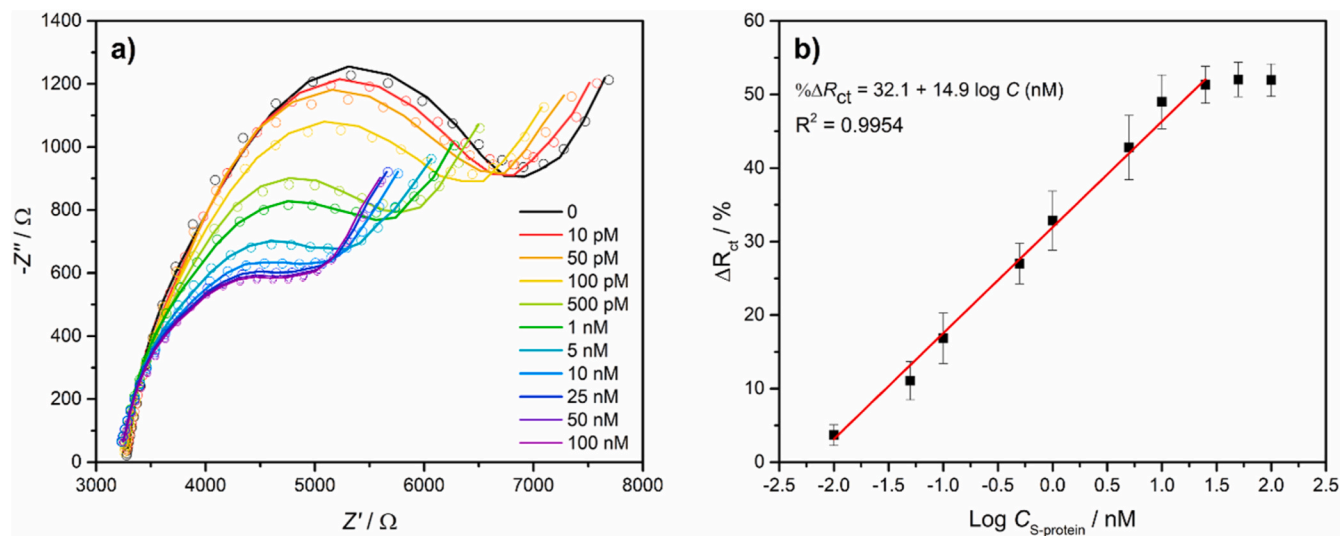 a)
1400
1200
1000
800
600
400
200
0
-Z″ / Ω
3000 4000 5000 6000 7000 8000
Z′ / Ω
0
10 pM
50 pM
100 pM
500 pM
1 nM
5 nM
10 nM
25 nM
50 nM
100 nM
b)
%ΔRct = 32.1 + 14.9 log C (nM)
R² = 0.9954
60
50
40
30
20
10
0
ΔRct / %
-2.5 -2.0 -1.5 -1.0 -0.5 0.0 0.5 1.0 1.5 2.0 2.5
Log CS-protein / nM